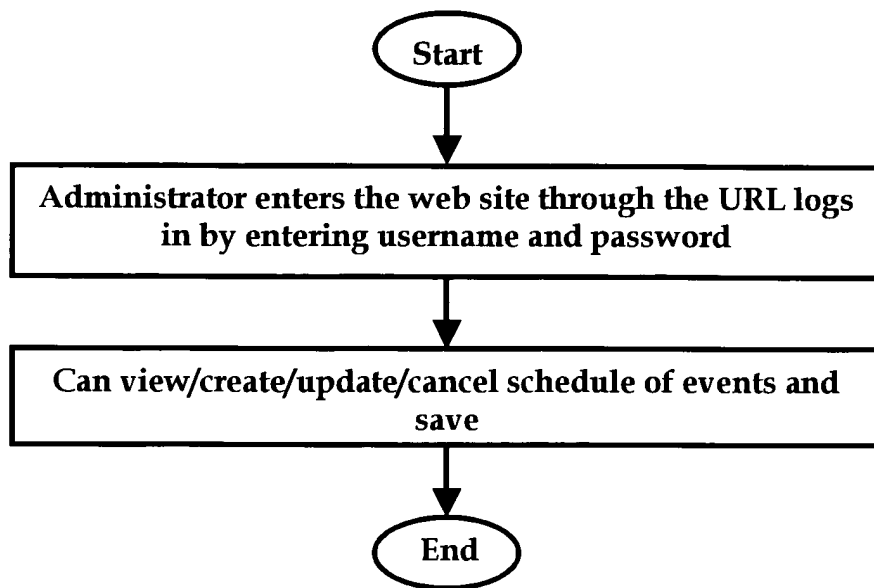 Start
Administrator enters the web site through the URL logs
in by entering username and password
Can view/create/update/cancel schedule of events and
save
End